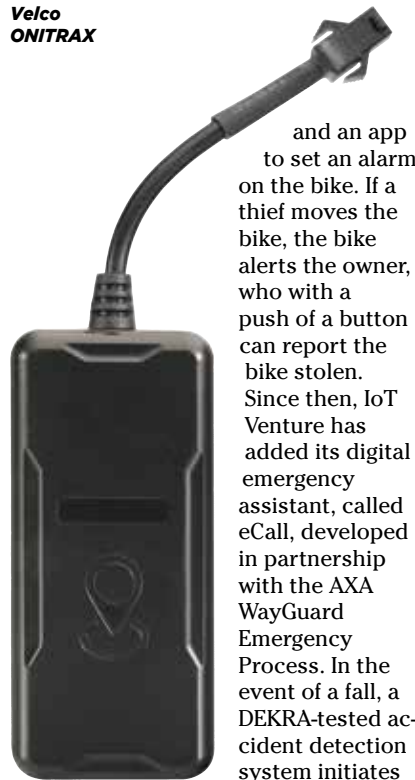 Velco
ONITRAX
and an app
to set an alarm
on the bike. If a
thief moves the
bike, the bike
alerts the owner,
who with a
push of a button
can report the
bike stolen.
Since then, IoT
Venture has
added its digital
emergency
assistant, called
eCall, developed
in partnership
with the AXA
WayGuard
Emergency
Process. In the
event of a fall, a
DEKRA-tested ac-
cident detection
system initiates